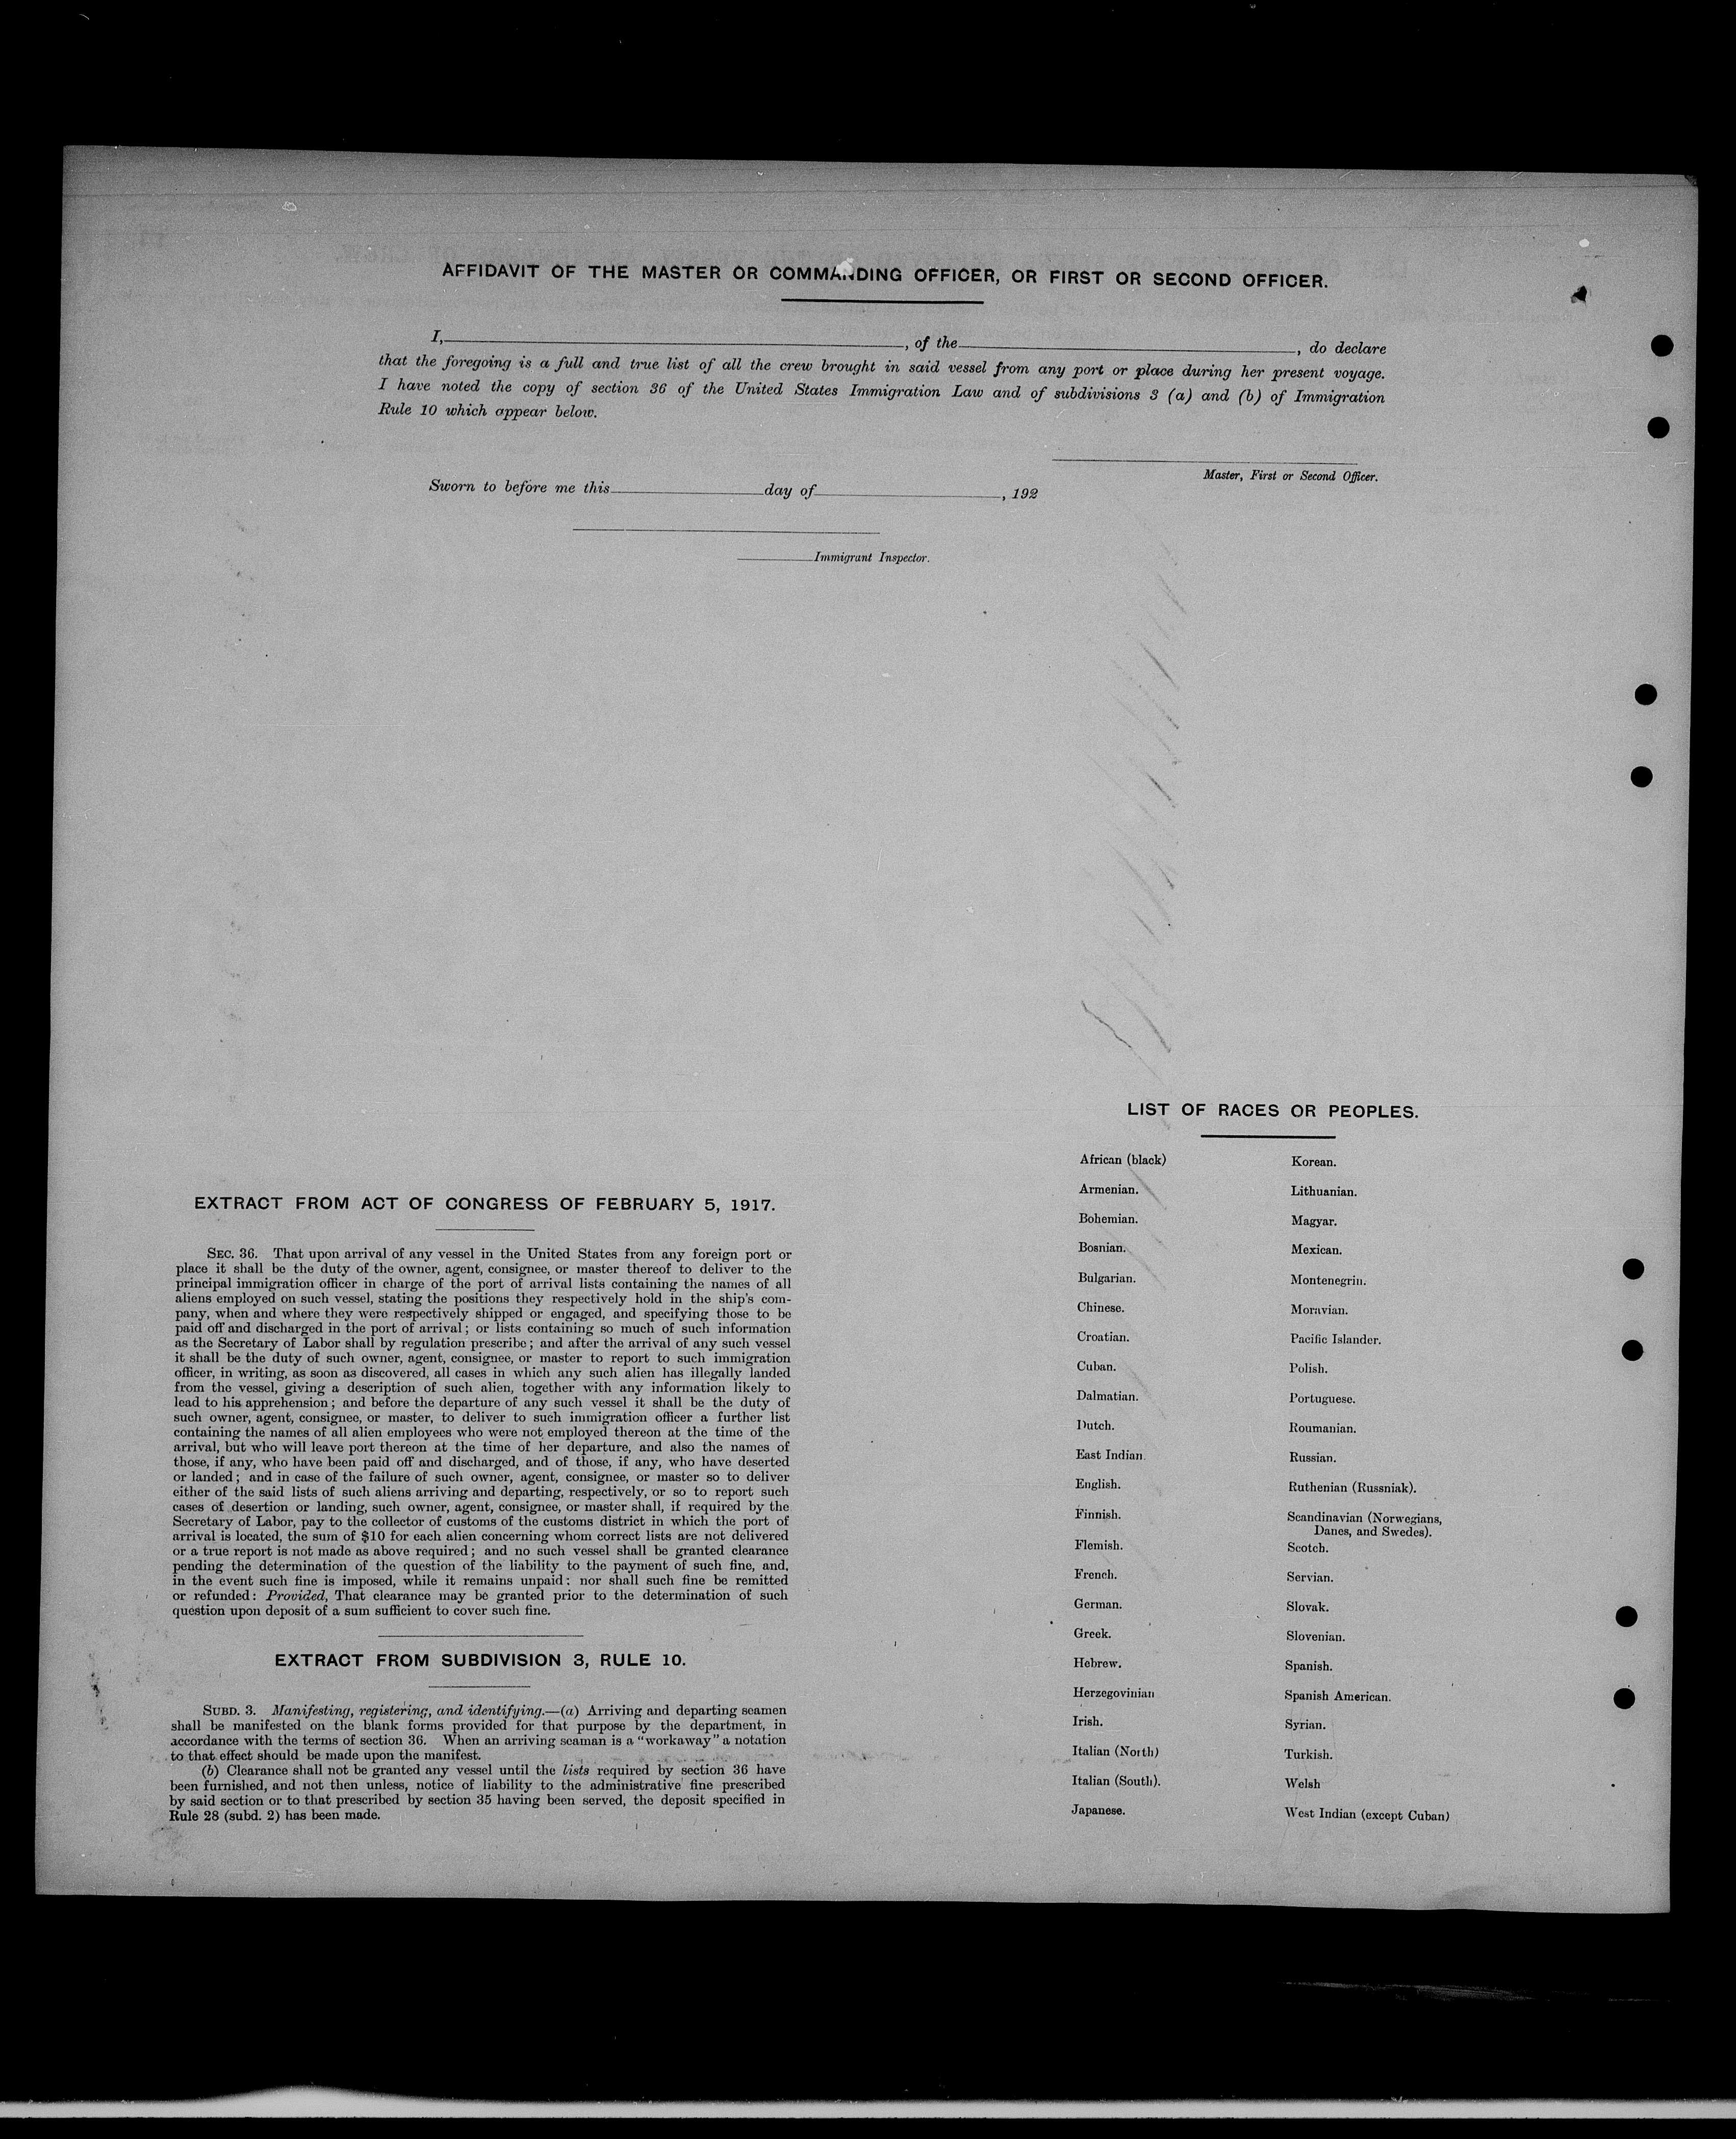 AFFIDAVIT OF THE MASTER OR COMMANDING OFFICER, OR FIRST OR SECOND OFFICER.
I, , of the , do declare
that the foregoing is a full and true list of all the crew brought in said vessel from any port or place during her present voyage.
I have noted the copy of section 36 of the United States Immigration Law and of subdivisions 3 (a) and (b) of Immigration
Rule 10 which appear below.
Master, First or Second Officer.
Sworn to before me this day of , 192
Immigrant Inspector.
EXTRACT FROM ACT OF CONGRESS OF FEBRUARY 5, 1917.
SEC. 36. That upon arrival of any vessel in the United States from any foreign port or
place it shall be the duty of the owner, agent, consignee, or master thereof to deliver to the
principal immigration officer in charge of the port of arrival lists containing the names of all
aliens employed on such vessel, stating the positions they respectively hold in the ship's com-
pany, when and where they were respectively shipped or engaged, and specifying those to be
paid off and discharged in the port of arrival; or lists containing so much of such information
as the Secretary of Labor shall by regulation prescribe; and after the arrival of any such vessel
it shall be the duty of such owner, agent, consignee, or master to report to such immigration
officer, in writing, as soon as discovered, all cases in which any such alien has illegally landed
from the vessel, giving a description of such alien, together with any information likely to
lead to his apprehension; and before the departure of any such vessel it shall be the duty of
such owner, agent, consignee, or master, to deliver to such immigration officer a further list
containing the names of all alien employees who were not employed thereon at the time of the
arrival, but who will leave port thereon at the time of her departure, and also the names of
those, if any, who have been paid off and discharged, and of those, if any, who have deserted
or landed; and in case of the failure of such owner, agent, consignee, or master so to deliver
either of the said lists of such aliens arriving and departing, respectively, or so to report such
cases of desertion or landing, such owner, agent, consignee, or master shall, if required by the
Secretary of Labor, pay to the collector of customs of the customs district in which the port of
arrival is located, the sum of $10 for each alien concerning whom correct lists are not delivered
or a true report is not made as above required; and no such vessel shall be granted clearance
pending the determination of the question of the liability to the payment of such fine, and,
in the event such fine is imposed, while it remains unpaid: nor shall such fine be remitted
or refunded: Provided, That clearance may be granted prior to the determination of such
question upon deposit of a sum sufficient to cover such fine.
EXTRACT FROM SUBDIVISION 3, RULE 10.
SUBD. 3. Manifesting, registering, and identifying.—(a) Arriving and departing seamen
shall be manifested on the blank forms provided for that purpose by the department, in
accordance with the terms of section 36. When an arriving seaman is a "workaway" a notation
to that effect should be made upon the manifest.
(b) Clearance shall not be granted any vessel until the lists required by section 36 have
been furnished, and not then unless, notice of liability to the administrative fine prescribed
by said section or to that prescribed by section 35 having been served, the deposit specified in
Rule 28 (subd. 2) has been made.
LIST OF RACES OR PEOPLES.
African (black)
Armenian.
Bohemian.
Bosnian.
Bulgarian.
Chinese.
Croatian.
Cuban.
Dalmatian.
Dutch.
East Indian.
English.
Finnish.
Flemish.
French.
German.
Greek.
Hebrew.
Herzegovinian
Irish.
Italian (North)
Italian (South).
Japanese.
Korean.
Lithuanian.
Magyar.
Mexican.
Montenegrin.
Moravian.
Pacific Islander.
Polish.
Portuguese.
Roumanian.
Russian.
Ruthenian (Russniak).
Scandinavian (Norwegians,
Danes, and Swedes).
Scotch.
Servian.
Slovak.
Slovenian.
Spanish.
Spanish American.
Syrian.
Turkish.
Welsh
West Indian (except Cuban)